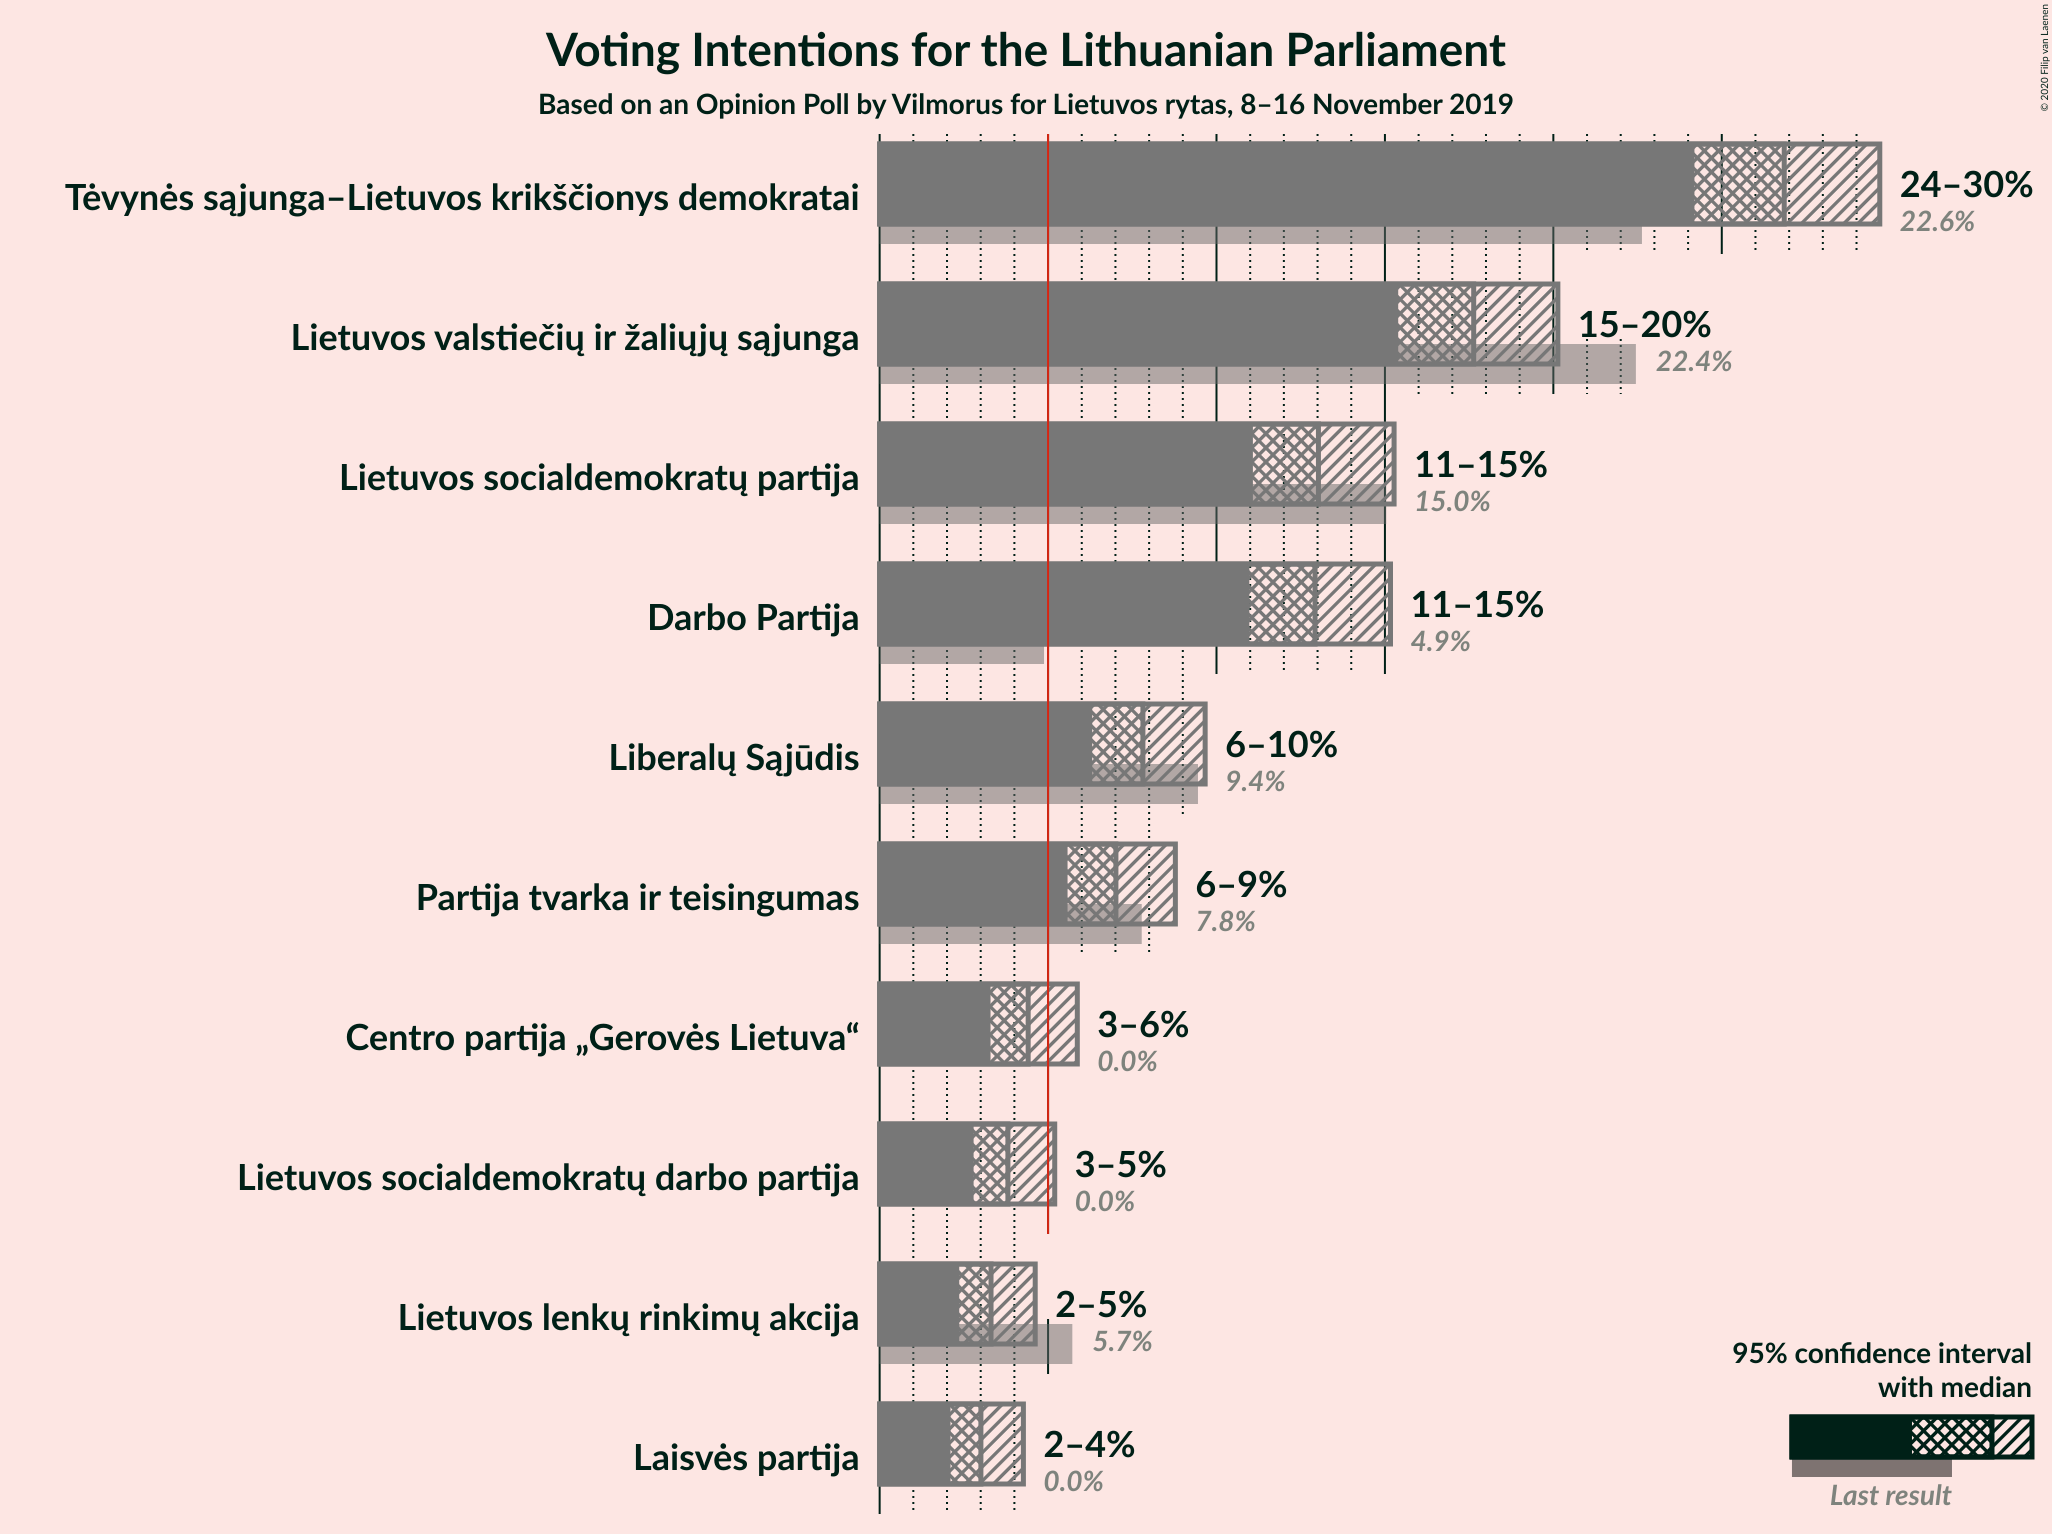 Voting Intentions for the Lithuanian Parliament
Based on an Opinion Poll by Vilmorus for Lietuvos rytas, 8–16 November 2019
© 2020 Filip van Laenen
Tėvynės sąjunga–Lietuvos krikščionys demokratai
24–30%
22.6%
Lietuvos valstiečių ir žaliųjų sąjunga
15–20%
22.4%
Lietuvos socialdemokratų partija
11–15%
15.0%
Darbo Partija
11–15%
4.9%
Liberalų Sąjūdis
6–10%
9.4%
Partija tvarka ir teisingumas
6–9%
7.8%
Centro partija „Gerovės Lietuva“
3–6%
0.0%
Lietuvos socialdemokratų darbo partija
3–5%
0.0%
Lietuvos lenkų rinkimų akcija
2–5%
5.7%
Laisvės partija
2–4%
0.0%
95% confidence interval
with median
Last result